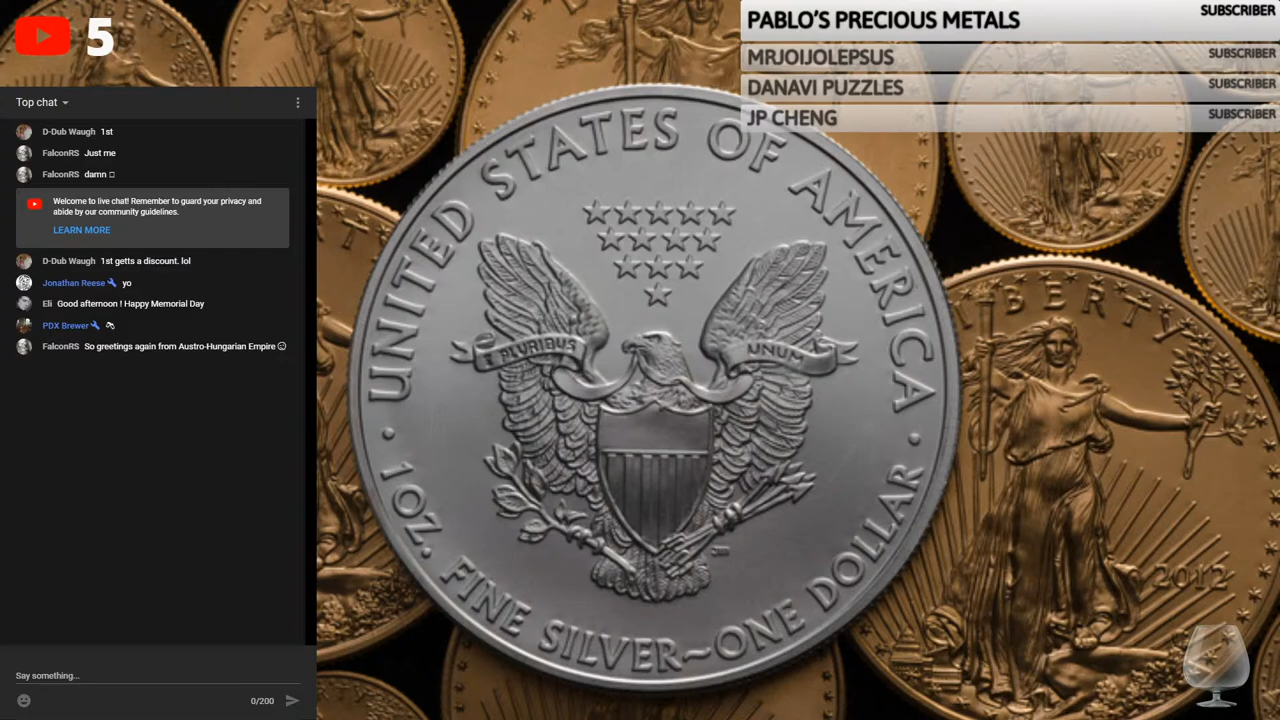 5
PABLO'S PRECIOUS METALS SUBSCRIBER
MRJOIJOLEPSUS SUBSCRIBER
DANAVI PUZZLES SUBSCRIBER
JP CHENG SUBSCRIBER
Top chat
D-Dub Waugh 1st
FalconRS Just me
FalconRS damn □
Welcome to live chat! Remember to guard your privacy and
abide by our community guidelines.
LEARN MORE
D-Dub Waugh 1st getts a discount. lol
Jonathan Reese yo
Eli Good afternoon ! Happy Memorial Day
PDX Brewer
FalconRS So greetings again from Austro-Hungarian Empire
Say something...
0/200
UNITED STATES OF AMERICA
E PLURIBUS UNUM
1 OZ. FINE SILVER~ONE DOLLAR
LIBERTY
2012
2016
2016